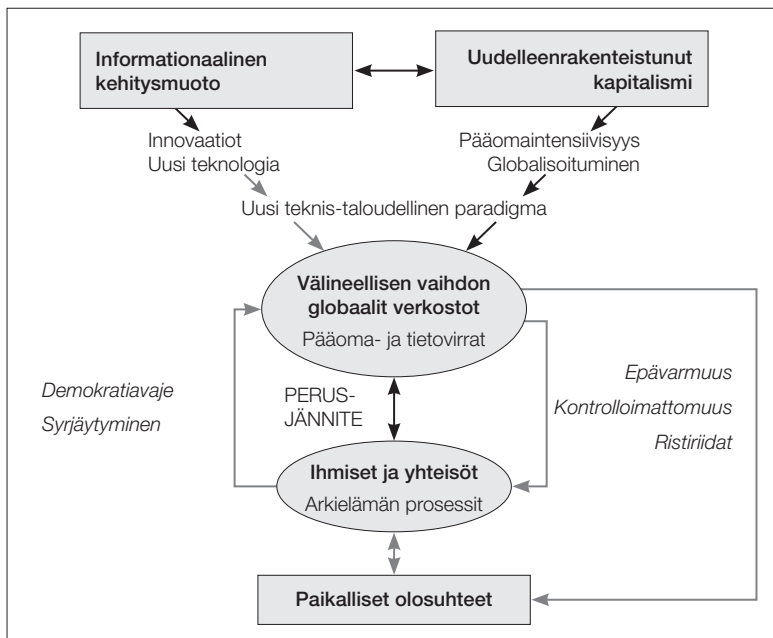 Informationaalinen
kehitysmuoto
Uudelleenrakenteistunut
kapitalismi
Innovaatiot
Uusi teknologia
Pääomaintensiivisyys
Globalisoituminen
Uusi teknis-taloudellinen paradigma
Välineellisen vaihdon
globaalit verkostot
Pääoma- ja tietovirrat
Demokratiavaje
Syrjäytyminen
PERUS-
JÄNNITE
Epävarmuus
Kontrolloimattomuus
Ristiriidat
Ihmiset ja yhteisöt
Arkielämän prosessit
Paikalliset olosuhteet